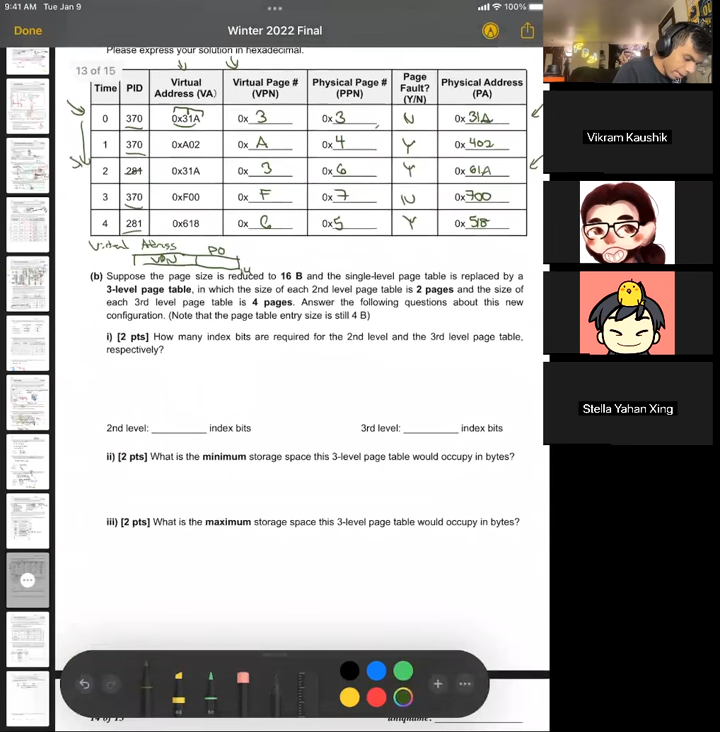 9:41 AM Tue Jan 9
100%
Done
Winter 2022 Final
Please express your solution in hexadecimal.
13 of 15
Time PID Virtual Address (VA) Virtual Page # (VPN) Physical Page # (PPN) Page Fault? (Y/N) Physical Address (PA)
0 370 0x31A 0x 3 0x 3 N 0x 31A
1 370 0xA02 0x A 0x 4 Y 0x 402
2 281 0x31A 0x 3 0x 6 Y 0x 61A
3 370 0xF00 0x F 0x 7 N 0x 700
4 281 0x618 0x 6 0x 5 Y 0x 518
Virtual Adress
VPN PO
(b) Suppose the page size is reduced to 16 B and the single-level page table is replaced by a
3-level page table, in which the size of each 2nd level page table is 2 pages and the size of
each 3rd level page table is 4 pages. Answer the following questions about this new
configuration. (Note that the page table entry size is still 4 B)
i) [2 pts] How many index bits are required for the 2nd level and the 3rd level page table,
respectively?
2nd level: ________ index bits 3rd level: ________ index bits
ii) [2 pts] What is the minimum storage space this 3-level page table would occupy in bytes?
iii) [2 pts] What is the maximum storage space this 3-level page table would occupy in bytes?
14 of 15
uniqname: ____________
Vikram Kaushik
Stella Yahan Xing